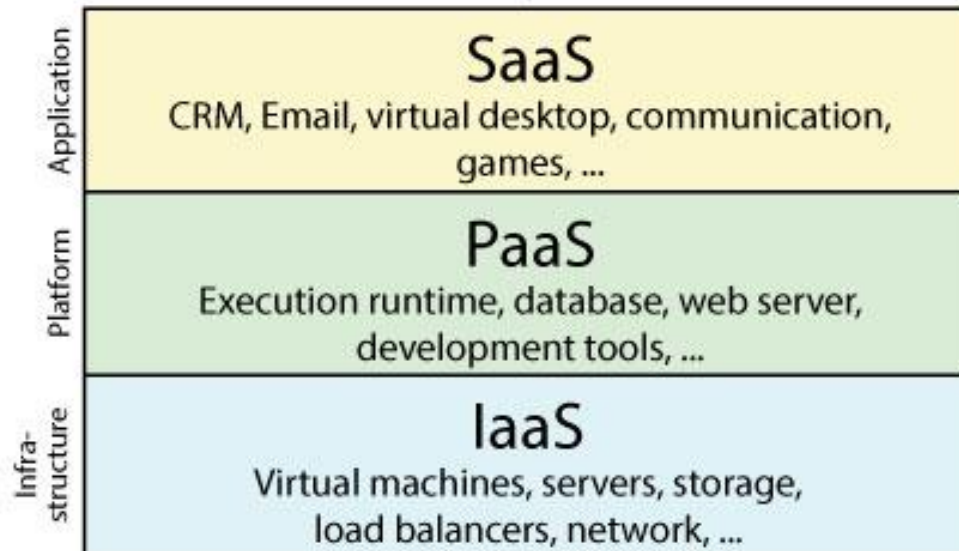 Application
SaaS
CRM, Email, virtual desktop, communication,
games, ...
Platform
PaaS
Execution runtime, database, web server,
development tools, ...
Infra-
structure
IaaS
Virtual machines, servers, storage,
load balancers, network, ...